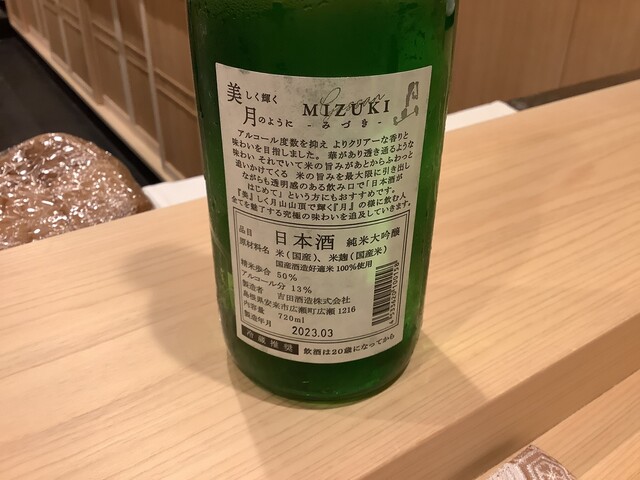 美しく輝く
月のように
MIZUKI
-みづき-
月山
アルコール度数を抑え よりクリアーな香りと
味わいを目指しました。華があり透き通るような
味わい それでいて米の旨みがあとからふわっと
追いかけてくる 米の旨みを最大限に引き出し
ながらも透明感のある飲み口で「日本酒が
はじめて」という方にもおすすめです。
『美』しく月山山頂で輝く『月』の様に飲む人
全てを魅了する究極の味わいを追及していきます。
品目 日本酒 純米大吟醸
原材料名 米(国産)、米麹(国産米)
国産酒造好適米100%使用
精米歩合 50%
アルコール分 13%
製造者 吉田酒造株式会社
島根県安来市広瀬町広瀬1216
内容量 720ml
製造年月 2023.03
冷蔵推奨 飲酒は20歳になってから